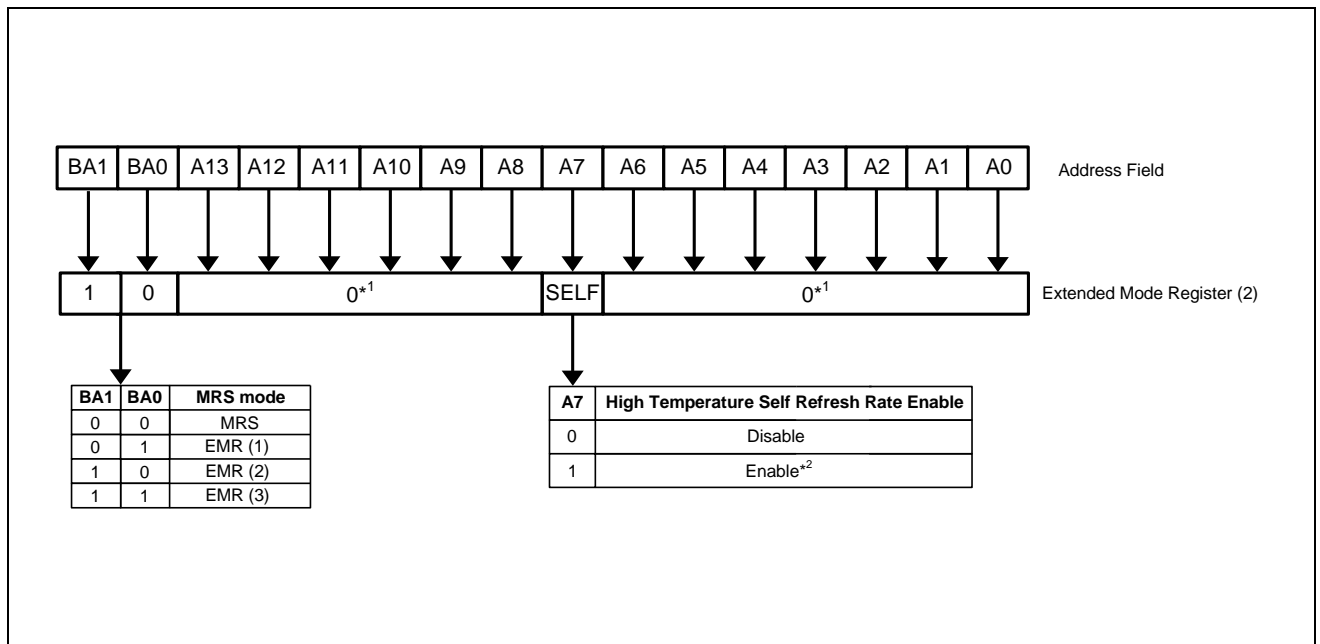 BA1 BA0 A13 A12 A11 A10 A9 A8 A7 A6 A5 A4 A3 A2 A1 A0 Address Field
1 0 0*1 SELF 0*1 Extended Mode Register (2)
BA1 BA0 MRS mode
0 0 MRS
0 1 EMR (1)
1 0 EMR (2)
1 1 EMR (3)
A7 High Temperature Self Refresh Rate Enable
0 Disable
1 Enable*2